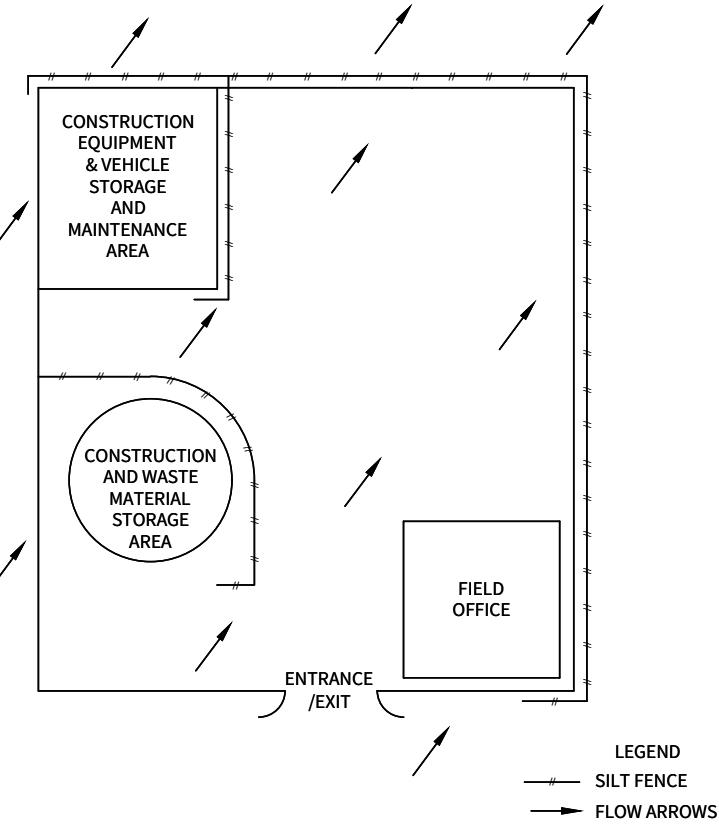 CONSTRUCTION
EQUIPMENT
& VEHICLE
STORAGE
AND
MAINTENANCE
AREA
CONSTRUCTION
AND WASTE
MATERIAL
STORAGE
AREA
FIELD
OFFICE
ENTRANCE
/EXIT
LEGEND
SILT FENCE
FLOW ARROWS